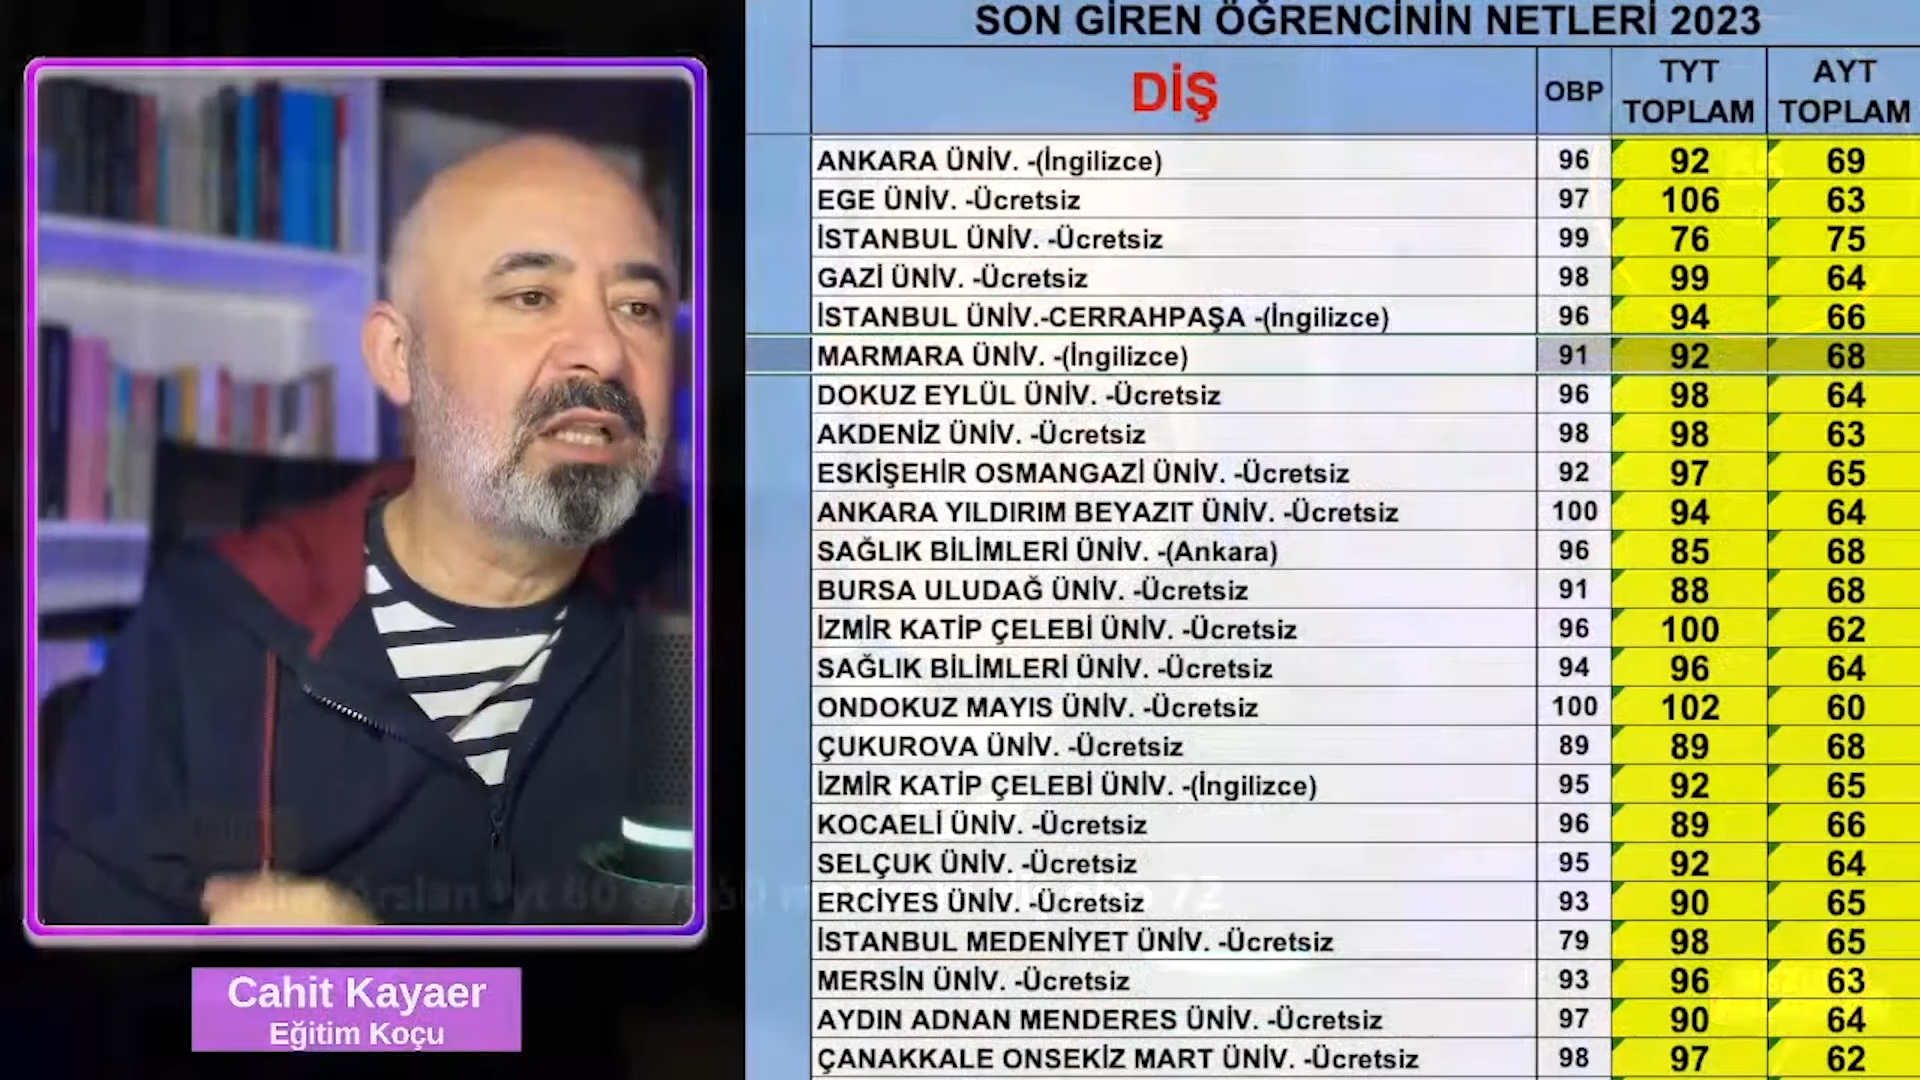 SON GİREN ÖĞRENCİNİN NETLERİ 2023
DİŞ OBP TYT TOPLAM AYT TOPLAM
ANKARA ÜNİV. -(İngilizce) 96 92 69
EGE ÜNİV. -Ücretsiz 97 106 63
İSTANBUL ÜNİV. -Ücretsiz 99 76 75
GAZİ ÜNİV. -Ücretsiz 98 99 64
İSTANBUL ÜNİV.-CERRAHPAŞA -(İngilizce) 96 94 66
MARMARA ÜNİV. -(İngilizce) 91 92 68
DOKUZ EYLÜL ÜNİV. -Ücretsiz 96 98 64
AKDENİZ ÜNİV. -Ücretsiz 98 98 63
ESKİŞEHİR OSMANGAZİ ÜNİV. -Ücretsiz 92 97 65
ANKARA YILDIRIM BEYAZIT ÜNİV. -Ücretsiz 100 94 64
SAĞLIK BİLİMLERİ ÜNİV. -(Ankara) 96 85 68
BURSA ULUDAĞ ÜNİV. -Ücretsiz 91 88 68
İZMİR KATİP ÇELEBİ ÜNİV. -Ücretsiz 96 100 62
SAĞLIK BİLİMLERİ ÜNİV. -Ücretsiz 94 96 64
ONDOKUZ MAYIS ÜNİV. -Ücretsiz 100 102 60
ÇUKUROVA ÜNİV. -Ücretsiz 89 89 68
İZMİR KATİP ÇELEBİ ÜNİV. -(İngilizce) 95 92 65
KOCAELİ ÜNİV. -Ücretsiz 96 89 66
SELÇUK ÜNİV. -Ücretsiz 95 92 64
ERCİYES ÜNİV. -Ücretsiz 93 90 65
İSTANBUL MEDENİYET ÜNİV. -Ücretsiz 79 98 65
MERSİN ÜNİV. -Ücretsiz 93 96 63
AYDIN ADNAN MENDERES ÜNİV. -Ücretsiz 97 90 64
ÇANAKKALE ONSEKİZ MART ÜNİV. -Ücretsiz 98 97 62
Cahit Kayaer
Eğitim Koçu